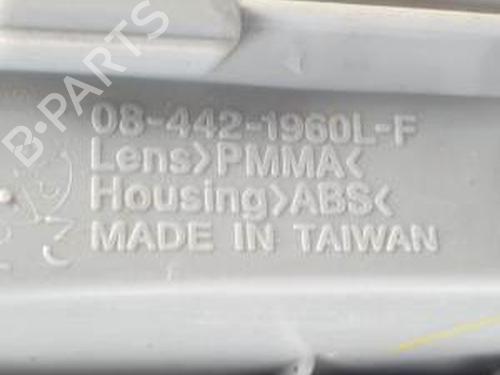 B-PARTS
08-442-1960L-F
Lens>PMMA<
Housing>ABS<
MADE IN TAIWAN